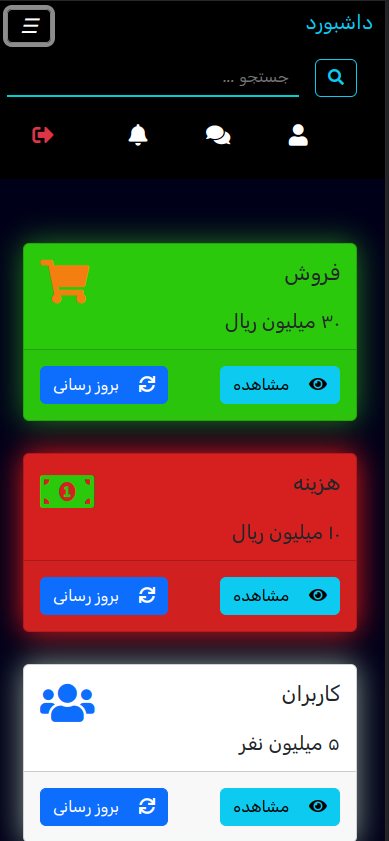 داشبورد
جستجو ...
فروش
۳۰ میلیون ریال
مشاهده
بروز رسانی
هزینه
۱۰ میلیون ریال
مشاهده
بروز رسانی
کاربران
۵ میلیون نفر
مشاهده
بروز رسانی